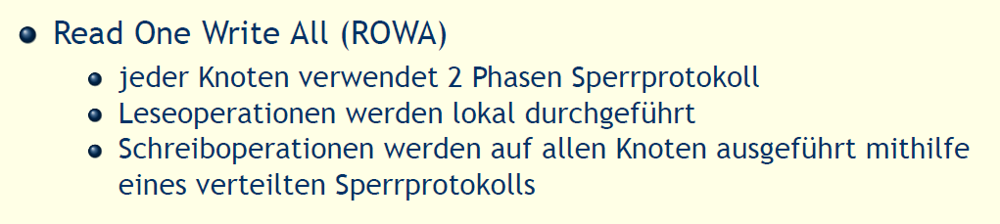 Read One Write All (ROWA)
jeder Knoten verwendet 2 Phasen Sperrprotokoll
Leseoperationen werden lokal durchgeführt
Schreiboperationen werden auf allen Knoten ausgeführt mithilfe
eines verteilten Sperrprotokolls